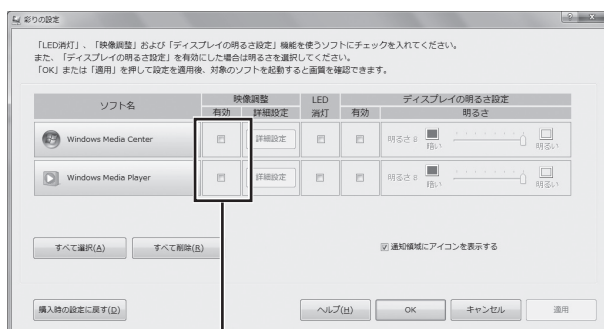 彩りの設定
「LED消灯」、「映像調整」および「ディスプレイの明るさ設定」機能を使うソフトにチェックを入れてください。
また、「ディスプレイの明るさ設定」を有効にした場合は明るさを選択してください。
「OK」または「適用」を押して設定を適用後、対象のソフトを起動すると画質を確認できます。
ソフト名 映像調整 LED消灯 ディスプレイの明るさ設定
有効 詳細設定 有効 明るさ
Windows Media Center 詳細設定 明るさ 8 暗い 明るい
Windows Media Player 詳細設定 明るさ 8 暗い 明るい
すべて選択(A) すべて削除(R) 通知領域にアイコンを表示する
購入時の設定に戻す(D) ヘルプ(H) OK キャンセル 適用